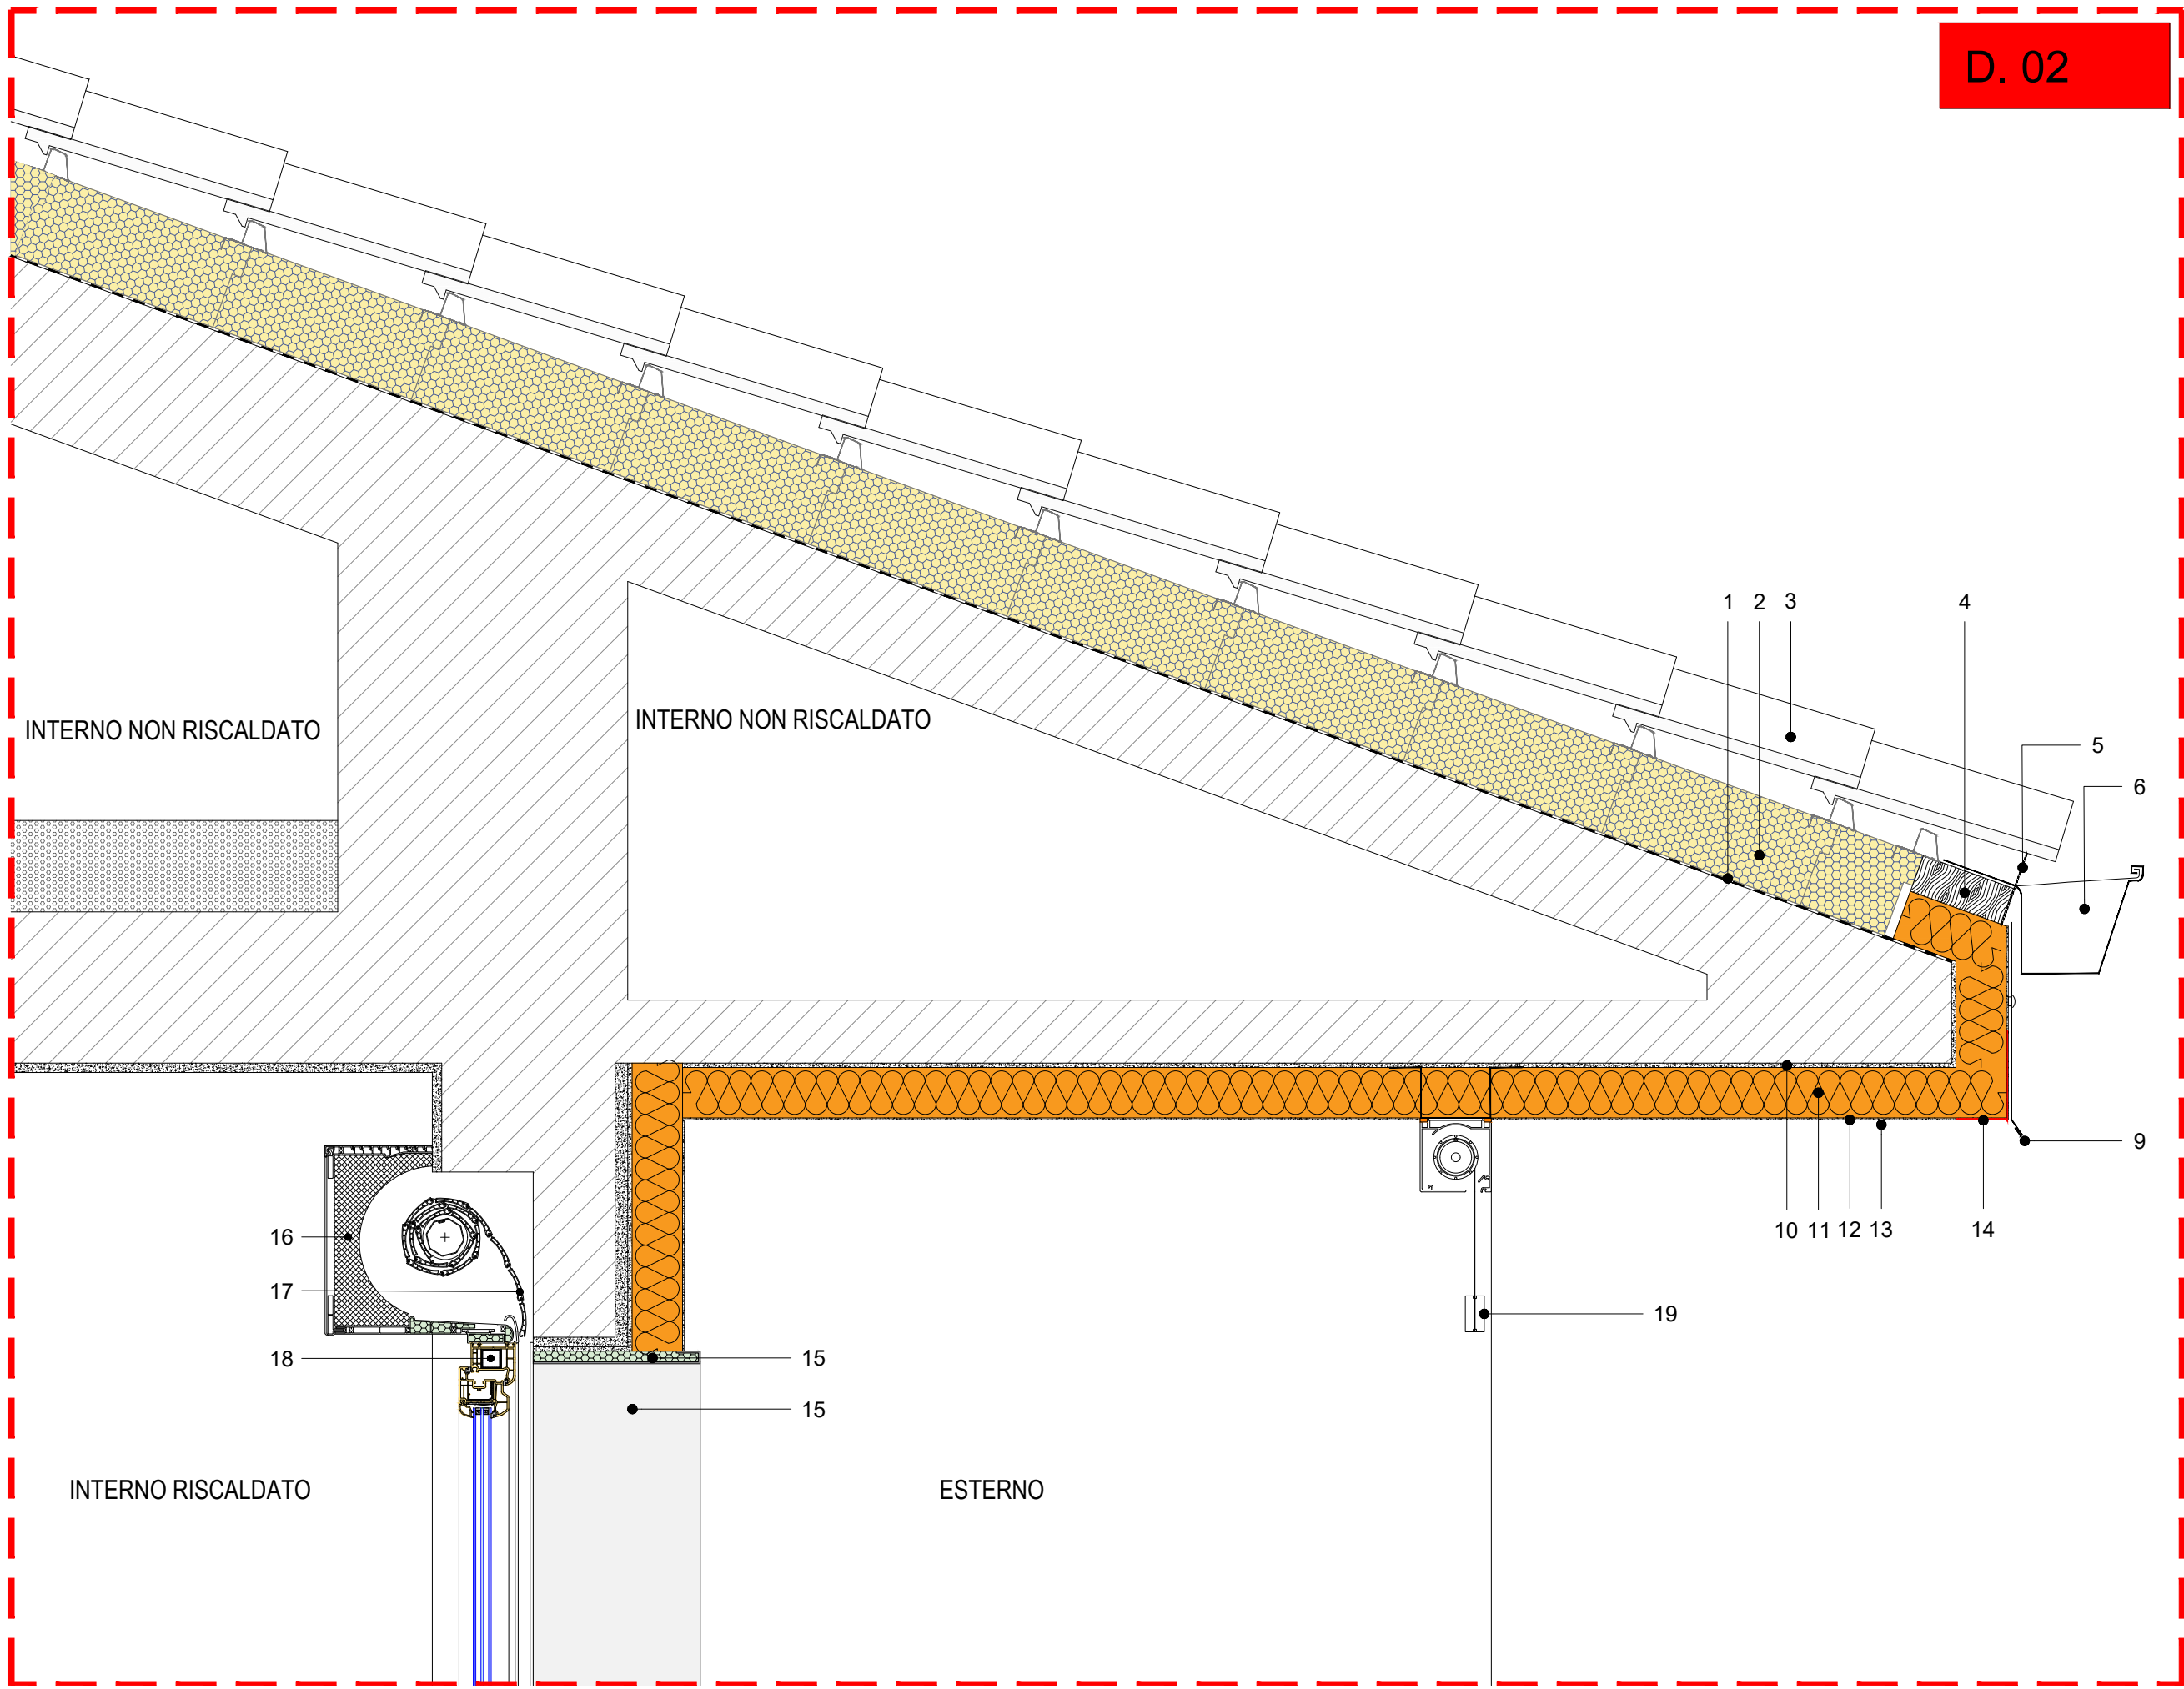 D. 02
1 2 3 4
5
INTERNO NON RISCALDATO
INTERNO NON RISCALDATO
6
9
10 11 12 13 14
16
17
19
18
15
15
INTERNO RISCALDATO
ESTERNO